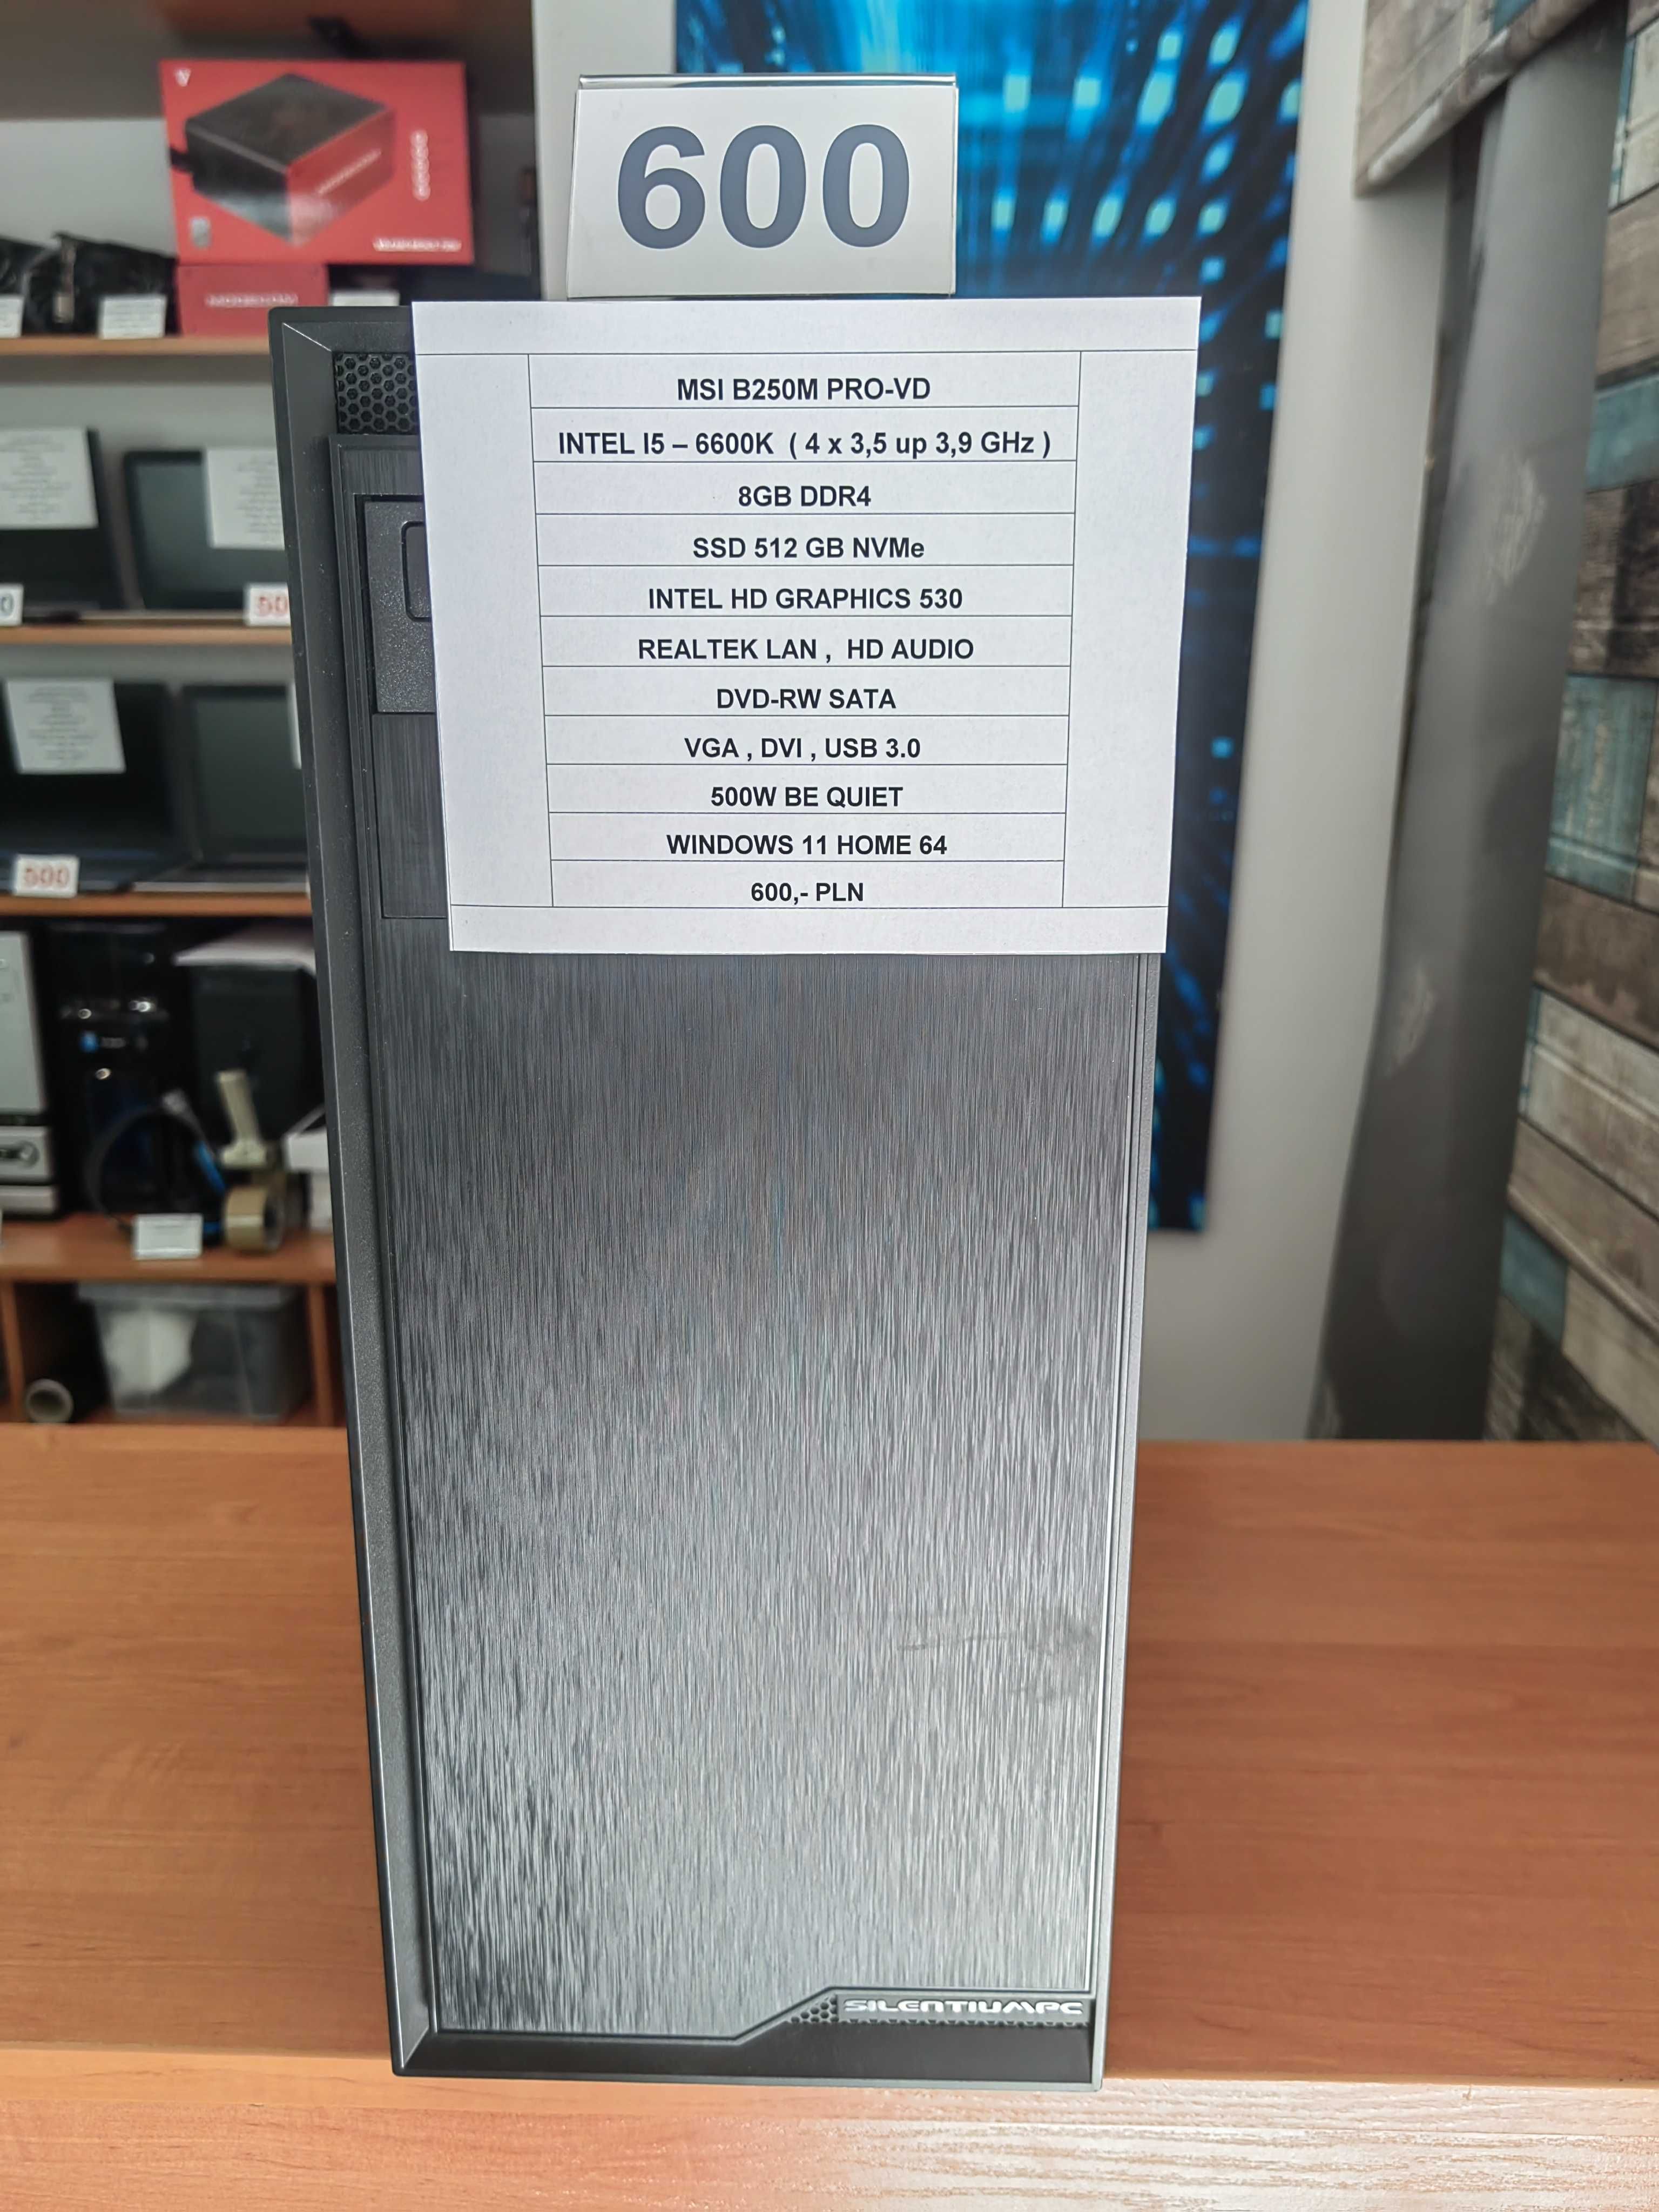 600
MSI B250M PRO-VD
INTEL I5 – 6600K ( 4 x 3,5 up 3,9 GHz )
8GB DDR4
SSD 512 GB NVMe
INTEL HD GRAPHICS 530
REALTEK LAN , HD AUDIO
DVD-RW SATA
VGA , DVI , USB 3.0
500W BE QUIET
WINDOWS 11 HOME 64
600,- PLN
500
SILENTIUMPC